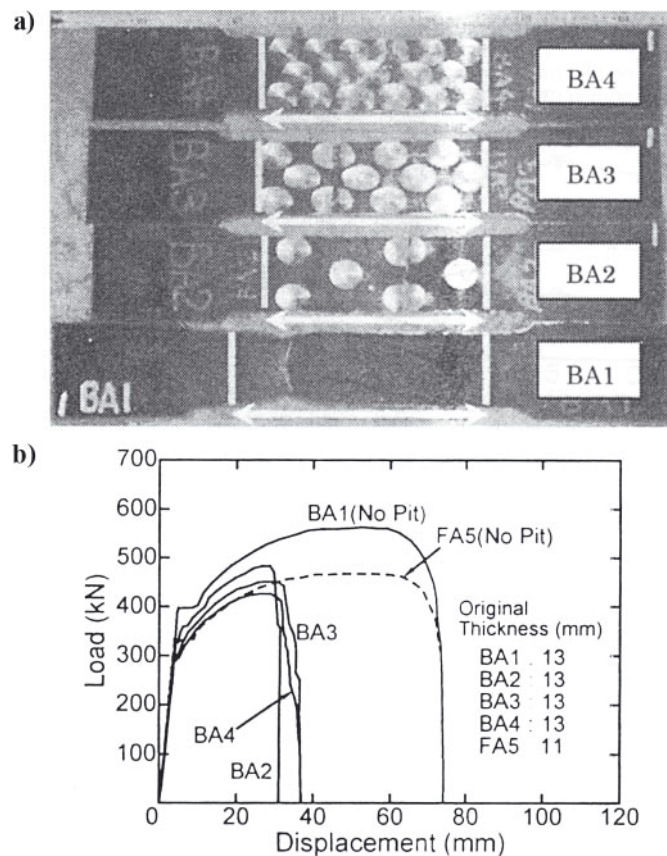 a)
BA4
BA3
BA2
BA1
BA1
b)
700
600
500
400
300
200
100
0 20 40 60 80 100 120
Load (kN)
Displacement (mm)
BA1(No Pit)
FA5(No Pit)
BA3
BA4
BA2
Original
Thickness (mm)
BA1 : 13
BA2 : 13
BA3 : 13
BA4 : 13
FA5 11